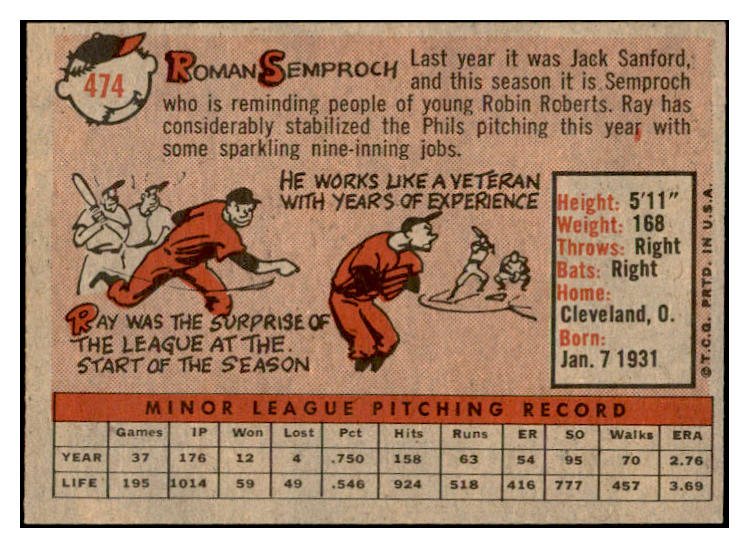 474
ROMAN SEMPROCH
Last year it was Jack Sanford,
and this season it is Semproch
who is reminding people of young Robin Roberts. Ray has
considerably stabilized the Phils pitching this year with
some sparkling nine-inning jobs.
HE WORKS LIKE A VETERAN
WITH YEARS OF EXPERIENCE
RAY WAS THE SURPRISE OF
THE LEAGUE AT THE.
START OF THE SEASON
Height: 5'11"
Weight: 168
Throws: Right
Bats: Right
Home:
Cleveland, O.
Born:
Jan. 7 1931
©T.C.G. PRTD. IN U.S.A.
MINOR LEAGUE PITCHING RECORD
Games IP Won Lost Pct Hits Runs ER SO Walks ERA
YEAR 37 176 12 4 .750 158 63 54 95 70 2.76
LIFE 195 1014 59 49 .546 924 518 416 777 457 3.69